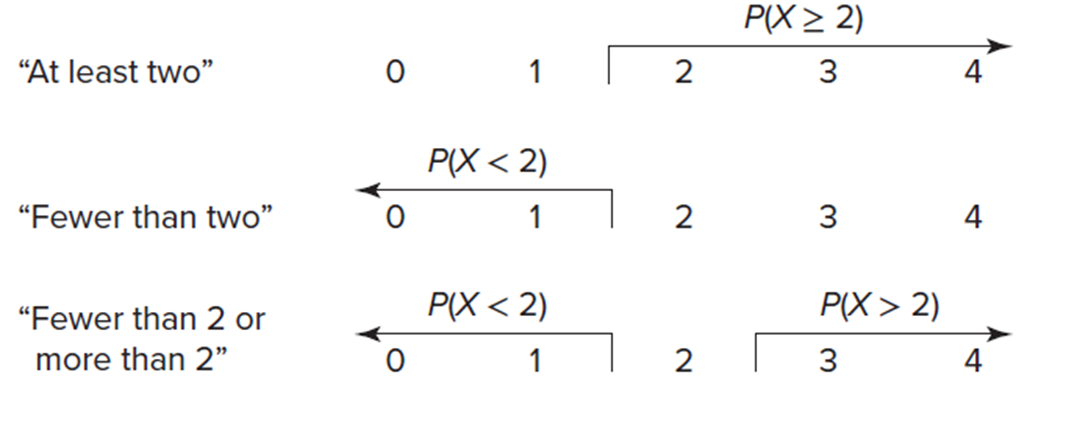 P(X ≥ 2)
“At least two” 0 1 2 3 4
P(X < 2)
“Fewer than two” 0 1 2 3 4
P(X < 2) P(X > 2)
“Fewer than 2 or
more than 2” 0 1 2 3 4